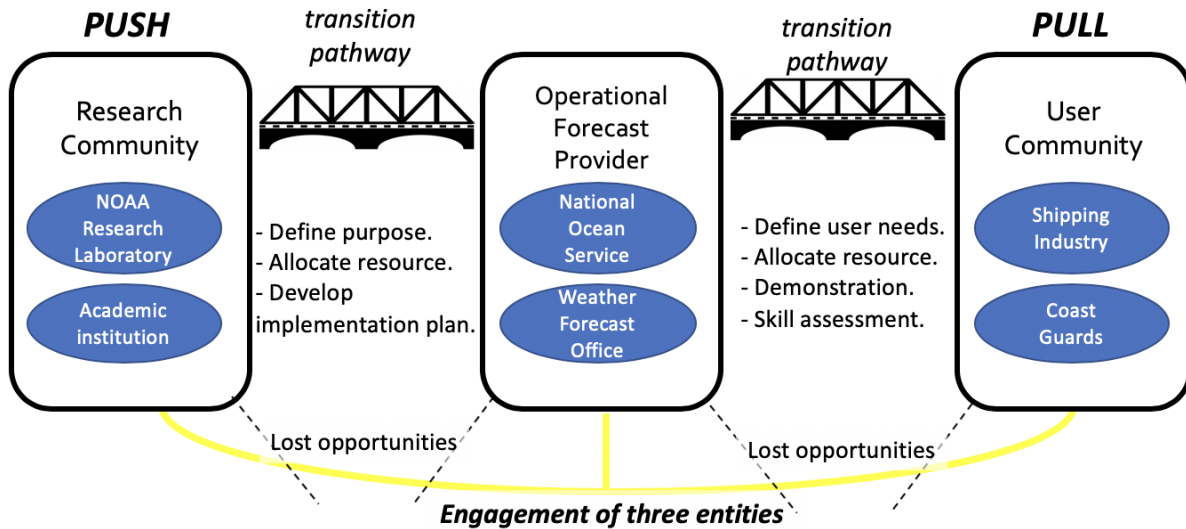 PUSH
transition
pathway
transition
pathway
PULL
Research
Community
NOAA
Research
Laboratory
Academic
institution
- Define purpose.
- Allocate resource.
- Develop
implementation plan.
Operational
Forecast
Provider
National
Ocean
Service
Weather
Forecast
Office
- Define user needs.
- Allocate resource.
- Demonstration.
- Skill assessment.
User
Community
Shipping
Industry
Coast
Guards
Lost opportunities
Lost opportunities
Engagement of three entities